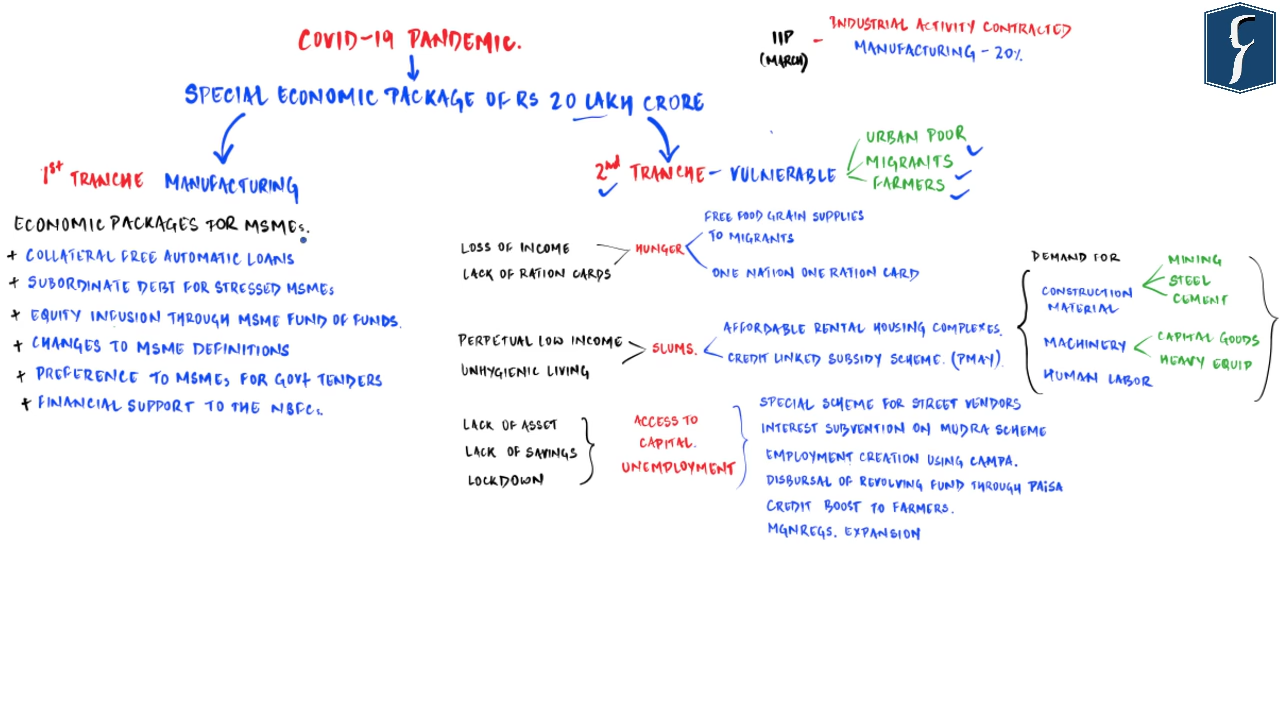 COVID-19 PANDEMIC.
IIP
(MARCH)
- INDUSTRIAL ACTIVITY CONTRACTED
MANUFACTURING - 20%
SPECIAL ECONOMIC PACKAGE OF RS 20 LAKH CRORE
1st TRANCHE MANUFACTURING
ECONOMIC PACKAGES FOR MSMEs.
+ COLLATERAL FREE AUTOMATIC LOANS
+ SUBORDINATE DEBT FOR STRESSED MSMEs
+ EQUITY INFUSION THROUGH MSME FUND OF FUNDS.
+ CHANGES TO MSME DEFINITIONS
+ PREFERENCE TO MSMEs FOR GOVt TENDERS
+ FINANCIAL SUPPORT TO THE NBFCs.
2nd TRANCHE - VULNERABLE
URBAN POOR
MIGRANTS
FARMERS
LOSS OF INCOME
LACK OF RATION CARDS
HUNGER
FREE FOOD GRAIN SUPPLIES
TO MIGRANTS
ONE NATION ONE RATION CARD
PERPETUAL LOW INCOME
UNHYGIENIC LIVING
SLUMS.
AFFORDABLE RENTAL HOUSING COMPLEXES.
CREDIT LINKED SUBSIDY SCHEME. (PMAY).
DEMAND FOR
CONSTRUCTION
MATERIAL
MINING
STEEL
CEMENT
MACHINERY
CAPITAL GOODS
HEAVY EQUIP
HUMAN LABOR
LACK OF ASSET
LACK OF SAVINGS
LOCKDOWN
ACCESS TO
CAPITAL.
UNEMPLOYMENT
SPECIAL SCHEME FOR STREET VENDORS
INTEREST SUBVENTION ON MUDRA SCHEME
EMPLOYMENT CREATION USING CAMPA.
DISBURSAL OF REVOLVING FUND THROUGH PAiSA
CREDIT BOOST TO FARMERS.
MGNREGS. EXPANSION